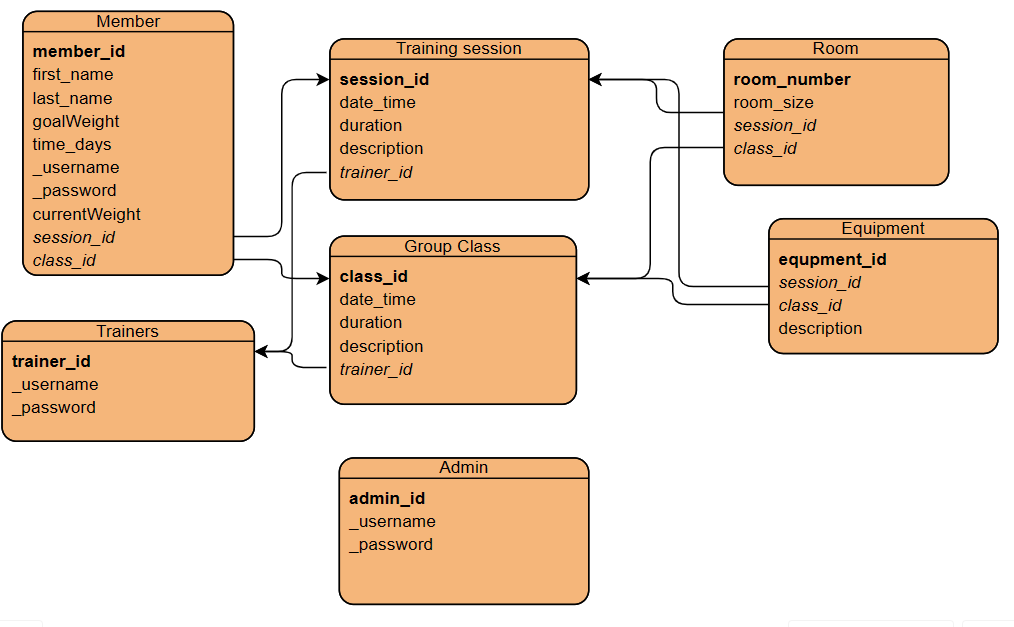 Member
member_id
first_name
last_name
goalWeight
time_days
_username
_password
currentWeight
session_id
class_id
Training session
session_id
date_time
duration
description
trainer_id
Room
room_number
room_size
session_id
class_id
Group Class
class_id
date_time
duration
description
trainer_id
Equipment
equpment_id
session_id
class_id
description
Trainers
trainer_id
_username
_password
Admin
admin_id
_username
_password